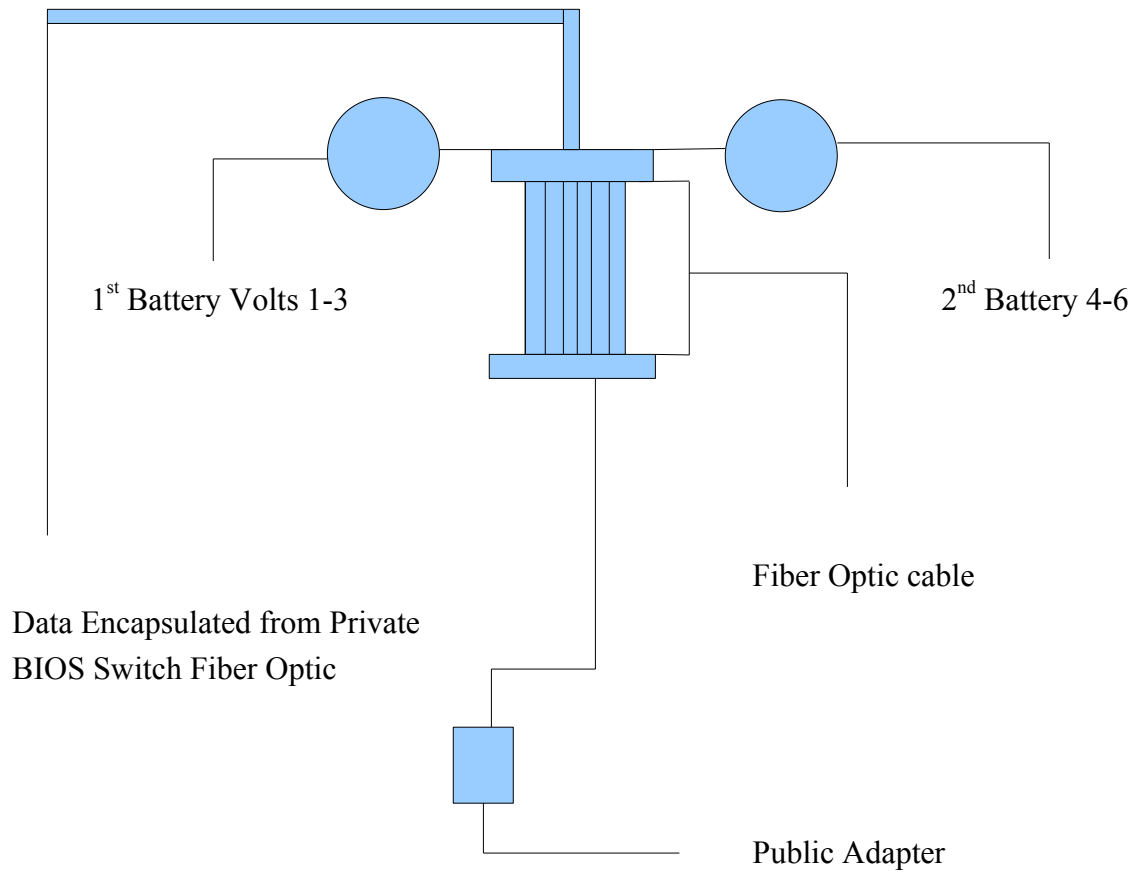 1st Battery Volts 1-3
2nd Battery 4-6
Fiber Optic cable
Data Encapsulated from Private
BIOS Switch Fiber Optic
Public Adapter